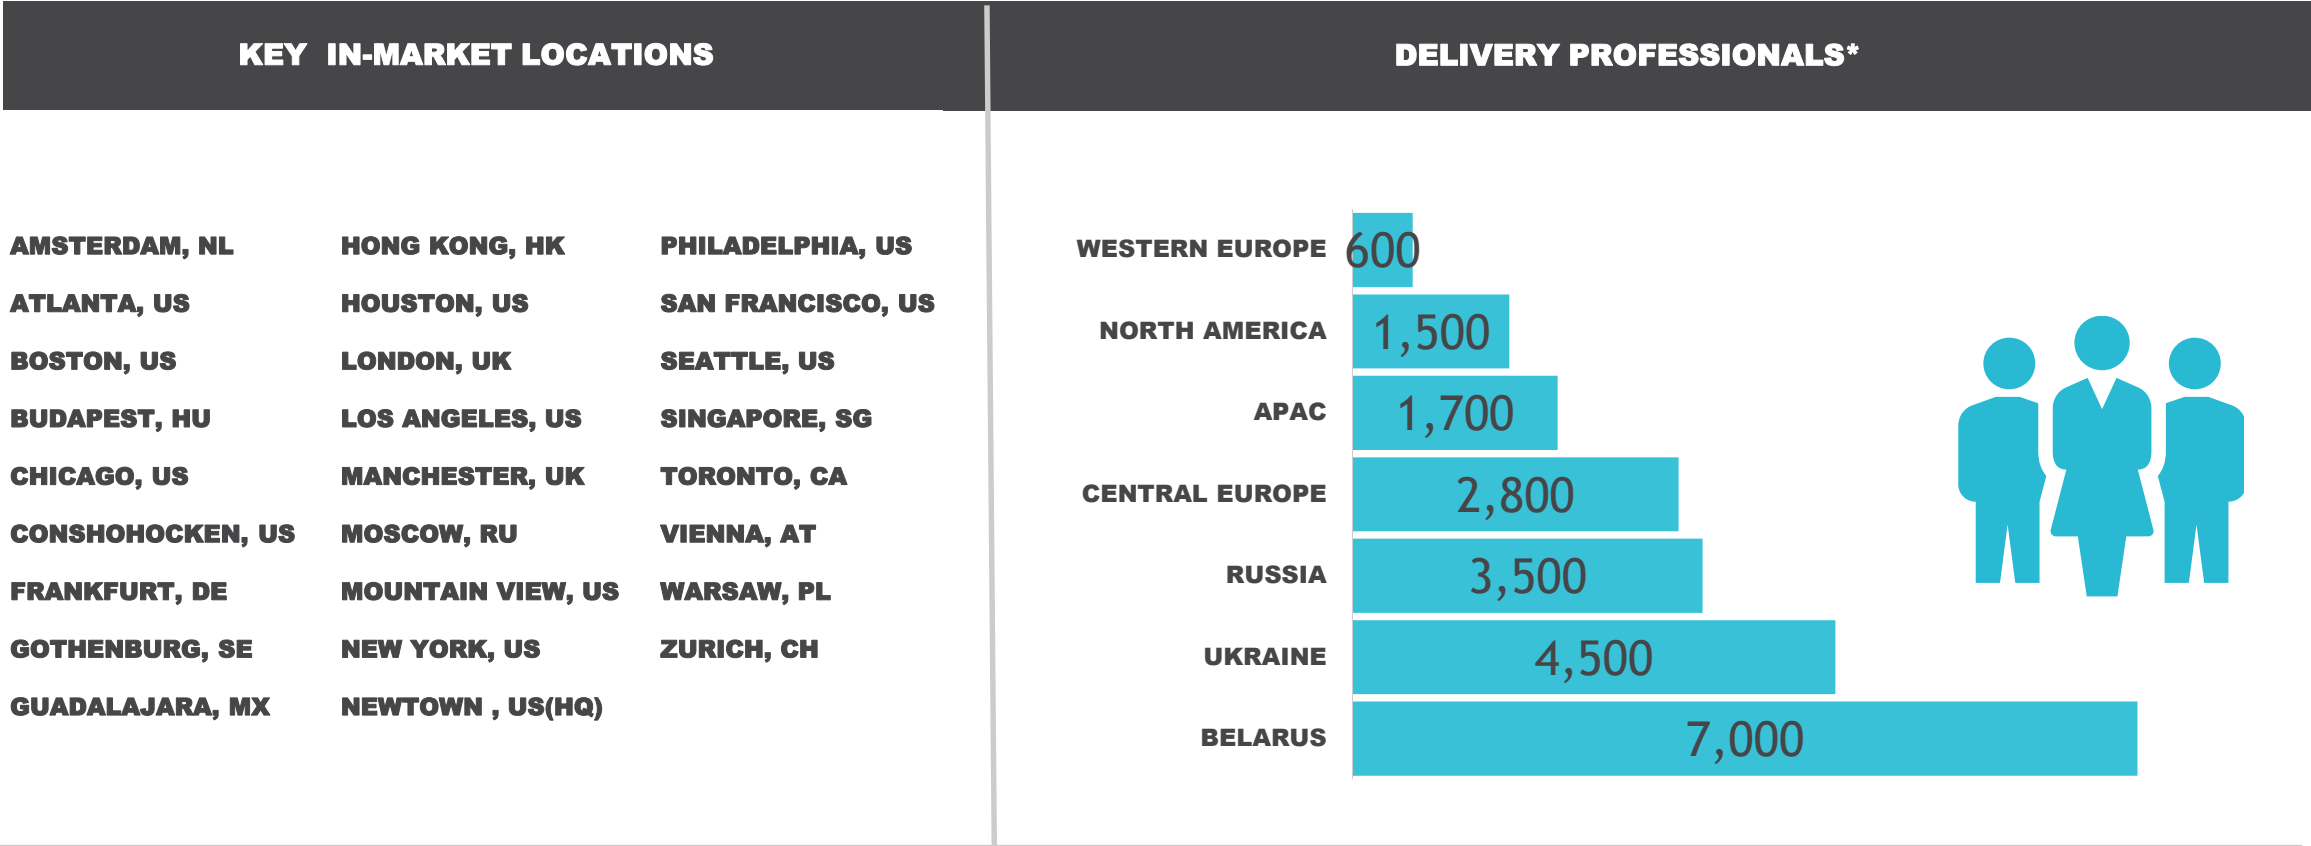 KEY IN-MARKET LOCATIONS
AMSTERDAM, NL
ATLANTA, US
BOSTON, US
BUDAPEST, HU
CHICAGO, US
CONSHOHOCKEN, US
FRANKFURT, DE
GOTHENBURG, SE
GUADALAJARA, MX
HONG KONG, HK
HOUSTON, US
LONDON, UK
LOS ANGELES, US
MANCHESTER, UK
MOSCOW, RU
MOUNTAIN VIEW, US
NEW YORK, US
NEWTOWN , US(HQ)
PHILADELPHIA, US
SAN FRANCISCO, US
SEATTLE, US
SINGAPORE, SG
TORONTO, CA
VIENNA, AT
WARSAW, PL
ZURICH, CH
DELIVERY PROFESSIONALS*
WESTERN EUROPE 600
NORTH AMERICA 1,500
APAC 1,700
CENTRAL EUROPE 2,800
RUSSIA 3,500
UKRAINE 4,500
BELARUS 7,000